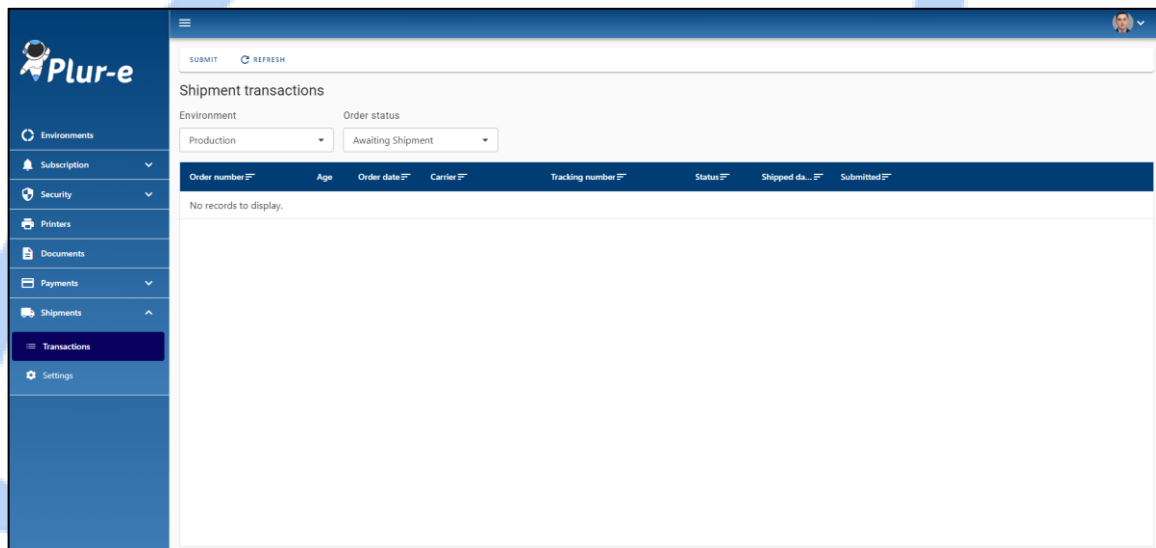 Plur-e
Environments
Subscription
Security
Printers
Documents
Payments
Shipments
Transactions
Settings
SUBMIT REFRESH
Shipment transactions
Environment Order status
Production Awaiting Shipment
Order number Age Order date Carrier Tracking number Status Shipped da... Submitted
No records to display.